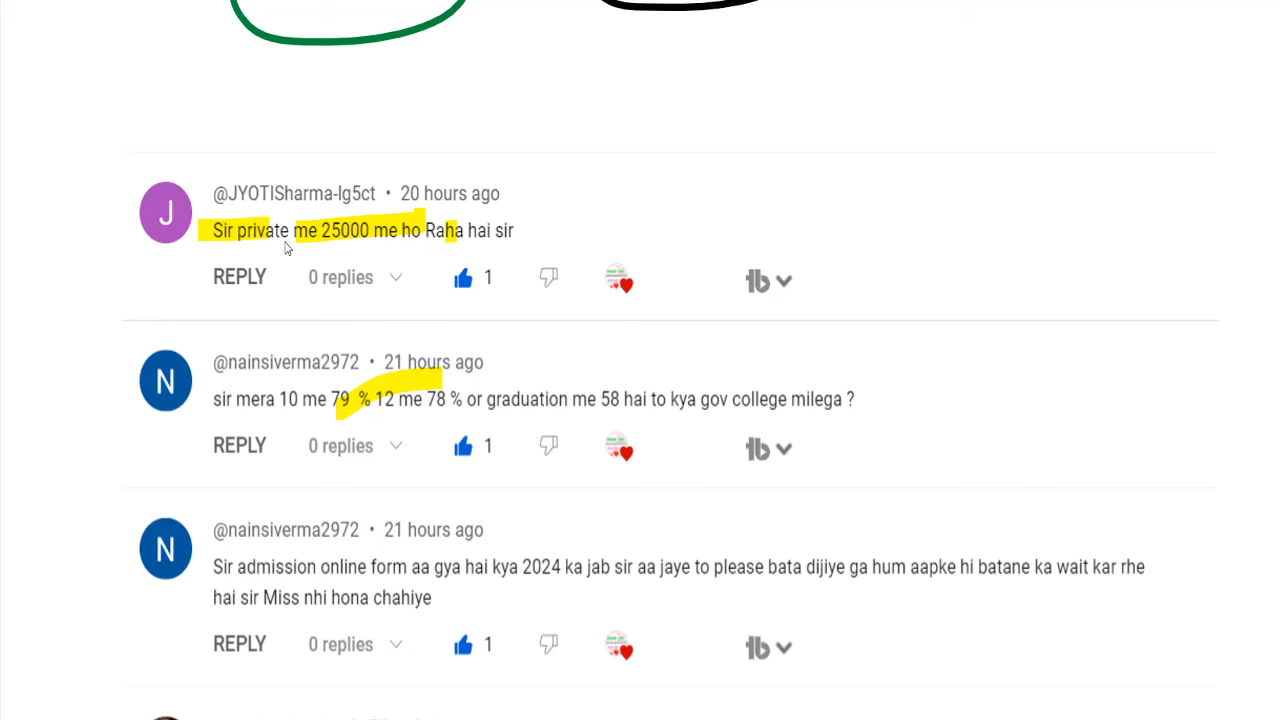 @JYOTISharma-lg5ct • 20 hours ago
Sir private me 25000 me ho Raha hai sir
REPLY 0 replies 1
@nainsiverma2972 • 21 hours ago
sir mera 10 me 79 % 12 me 78 % or graduation me 58 hai to kya gov college milega ?
REPLY 0 replies 1
@nainsiverma2972 • 21 hours ago
Sir admission online form aa gya hai kya 2024 ka jab sir aa jaye to please bata dijiye ga hum aapke hi batane ka wait kar rhe
hai sir Miss nhi hona chahiye
REPLY 0 replies 1